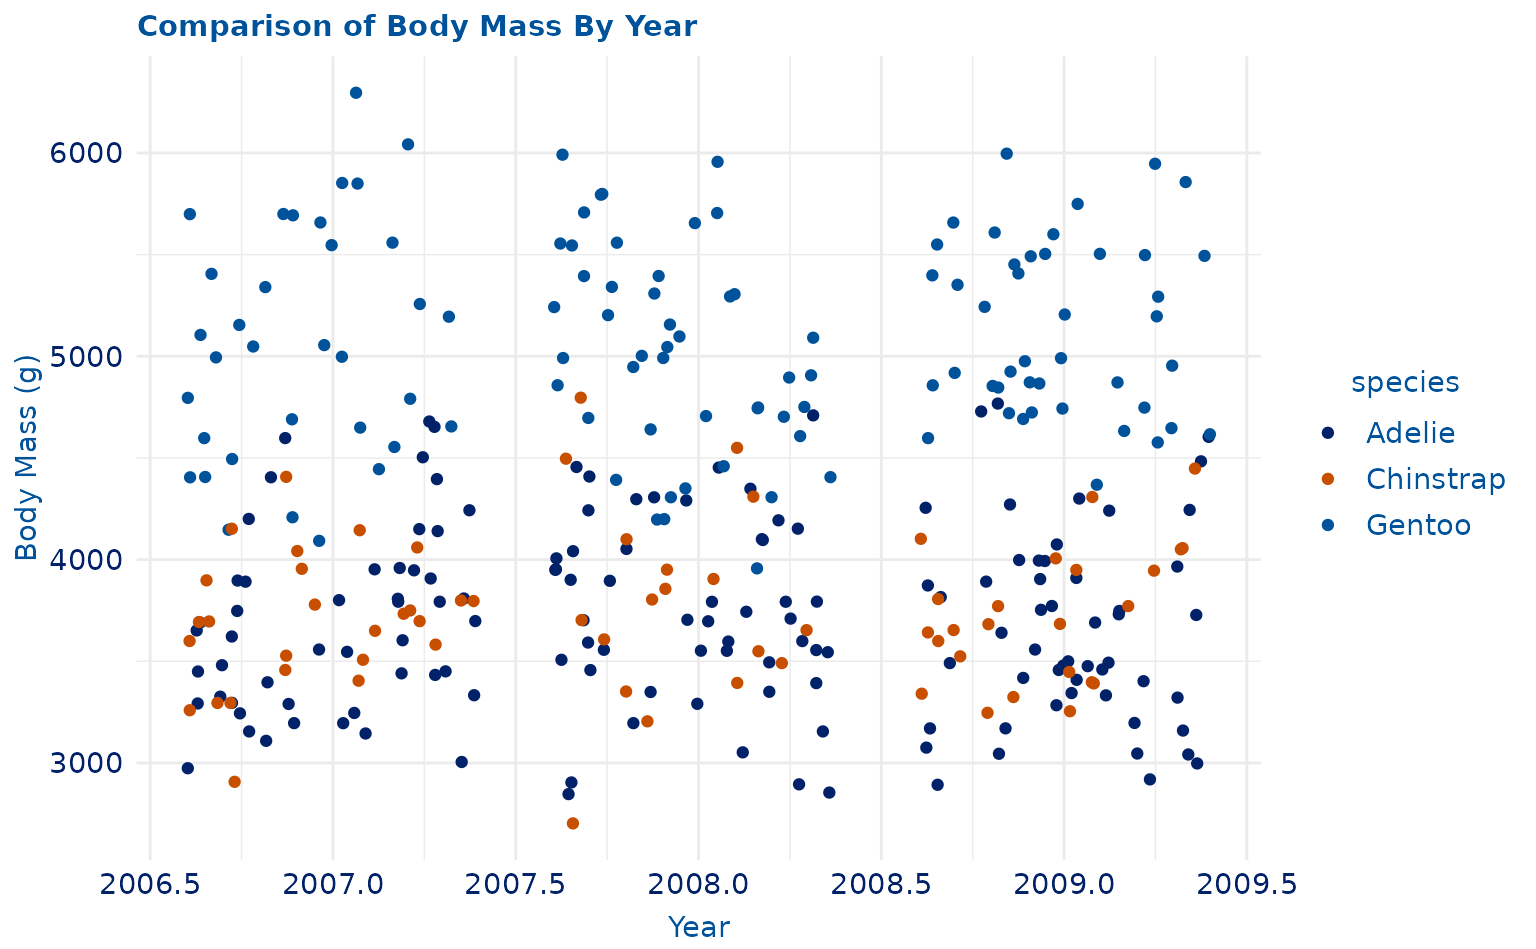 Comparison of Body Mass By Year
6000
5000
4000
3000
Body Mass (g)
2006.5 2007.0 2007.5 2008.0 2008.5 2009.0 2009.5
Year
species
Adelie
Chinstrap
Gentoo